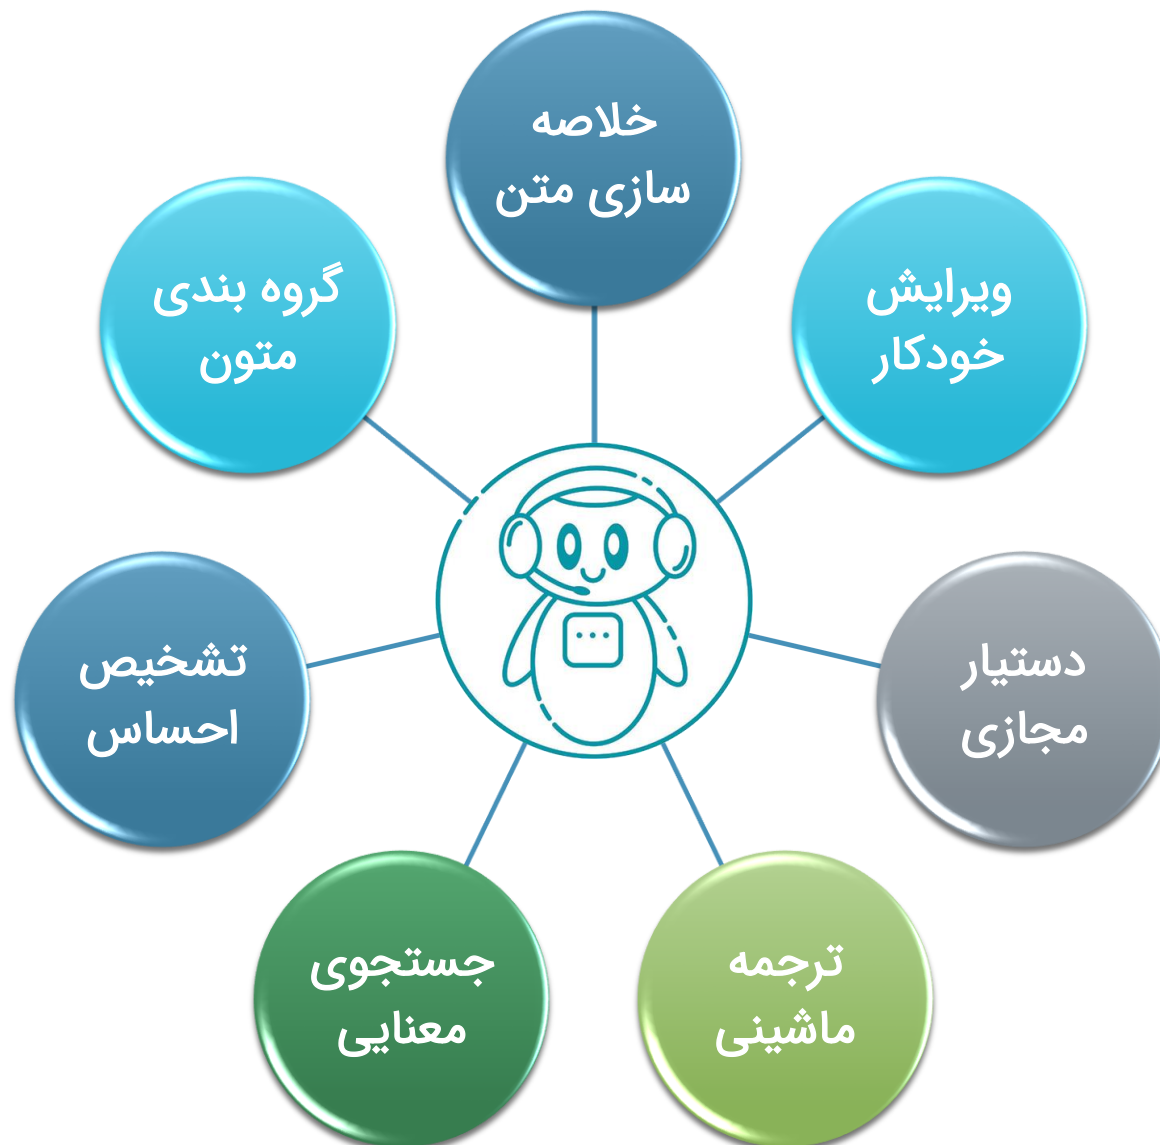 خلاصه
سازی متن
ویرایش
خودکار
دستیار
مجازی
ترجمه
ماشینی
جستجوی
معنایی
تشخیص
احساس
گروه بندی
متون